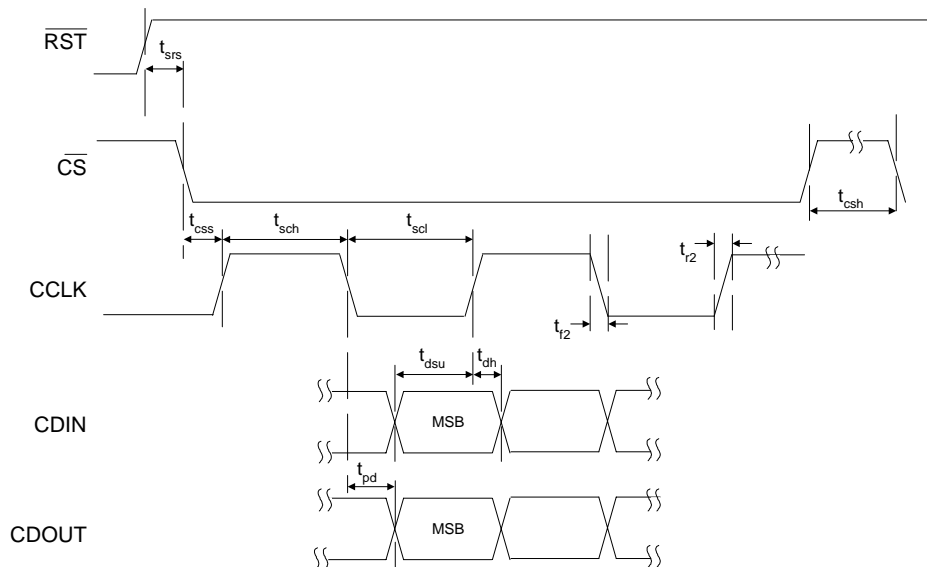 RST
t_srs
CS
t_csh
t_css
t_sch
t_scl
t_r2
CCLK
t_f2
t_dsu
t_dh
CDIN
MSB
t_pd
CDOUT
MSB